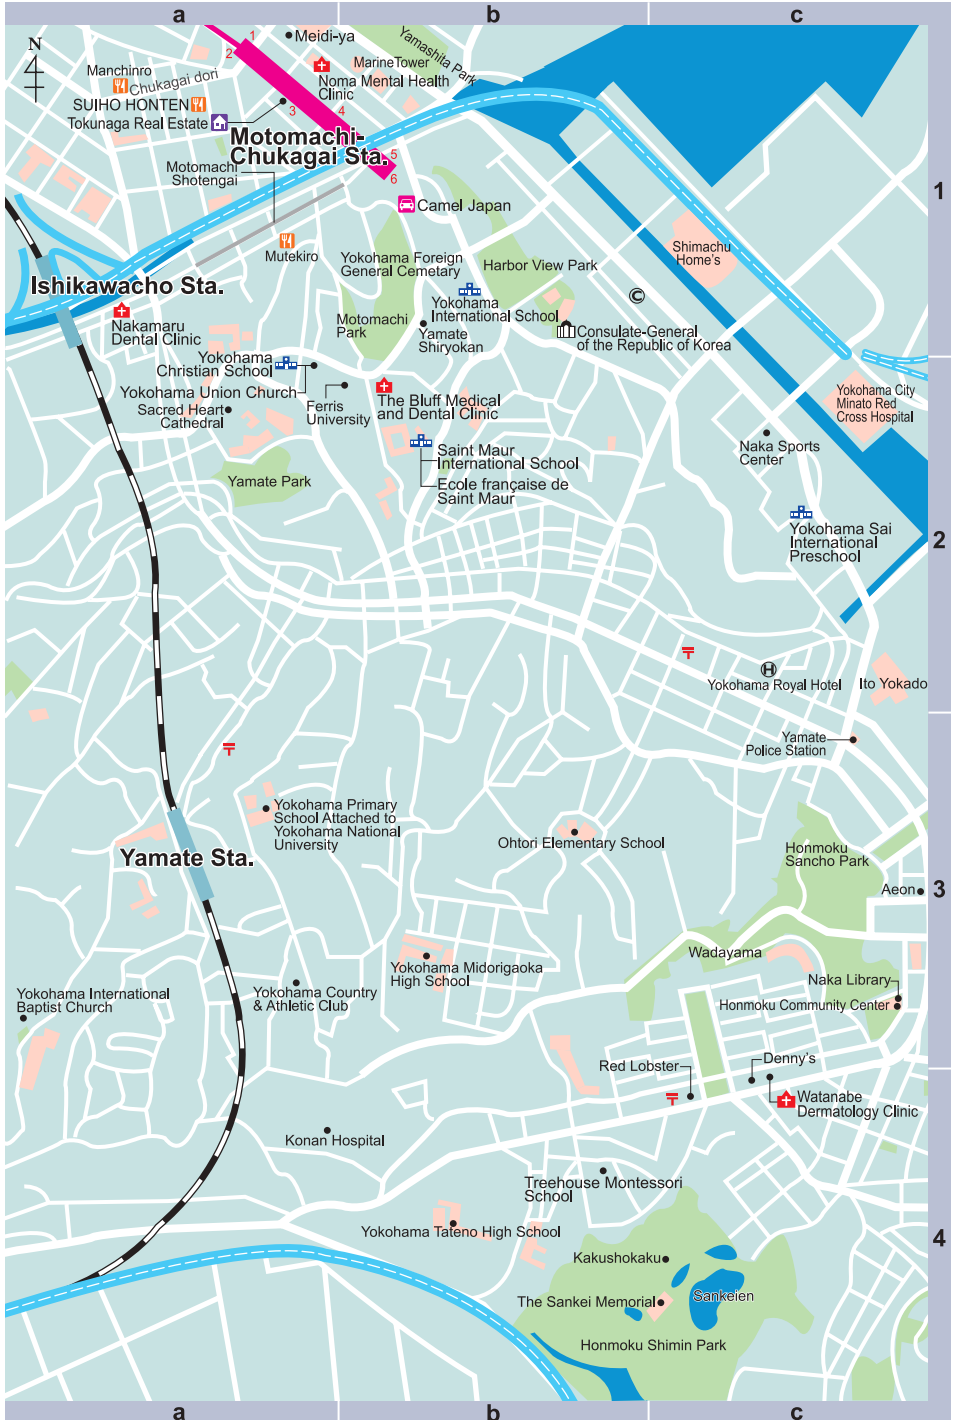 a
b
c
N
1
2
Meidi-ya
Yamashita Park
MarineTower
Manchinro
Chukagai dori
Noma Mental Health
Clinic
SUIHO HONTEN
Tokunaga Real Estate
3
4
Motomachi-
Chukagai Sta.
5
6
Motomachi
Shotengai
1
Camel Japan
Mutekiro
Yokohama Foreign
General Cemetary
Harbor View Park
Shimachu
Home's
Ishikawacho Sta.
Yokohama
International School
©
Nakamaru
Dental Clinic
Motomachi
Park
Yamate
Shiryokan
Consulate-General
of the Republic of Korea
Yokohama
Christian School
Yokohama Union Church
Sacred Heart
Cathedral
Ferris
University
The Bluff Medical
and Dental Clinic
Yokohama City
Minato Red
Cross Hospital
Saint Maur
International School
Naka Sports
Center
Yamate Park
Ecole française de
Saint Maur
Yokohama Sai
International
Preschool
2
〒
H
Yokohama Royal Hotel
Ito Yokado
Yamate
Police Station
〒
Yokohama Primary
School Attached to
Yokohama National
University
Ohtori Elementary School
Honmoku
Sancho Park
Yamate Sta.
Aeon
3
Wadayama
Yokohama Midorigaoka
High School
Naka Library
Yokohama International
Baptist Church
Yokohama Country
& Athletic Club
Honmoku Community Center
Red Lobster
Denny's
〒
Watanabe
Dermatology Clinic
Konan Hospital
Treehouse Montessori
School
Yokohama Tateno High School
4
Kakushokaku
The Sankei Memorial
Sankeien
Honmoku Shimin Park
a
b
c